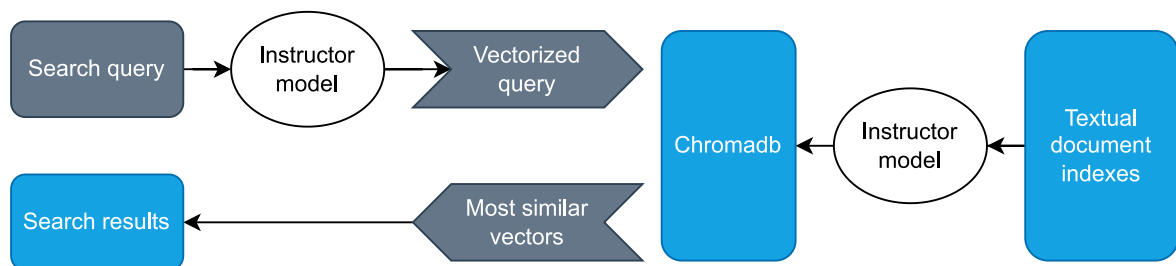 Search query
Instructor
model
Vectorized
query
Chromadb
Instructor
model
Textual
document
indexes
Search results
Most similar
vectors